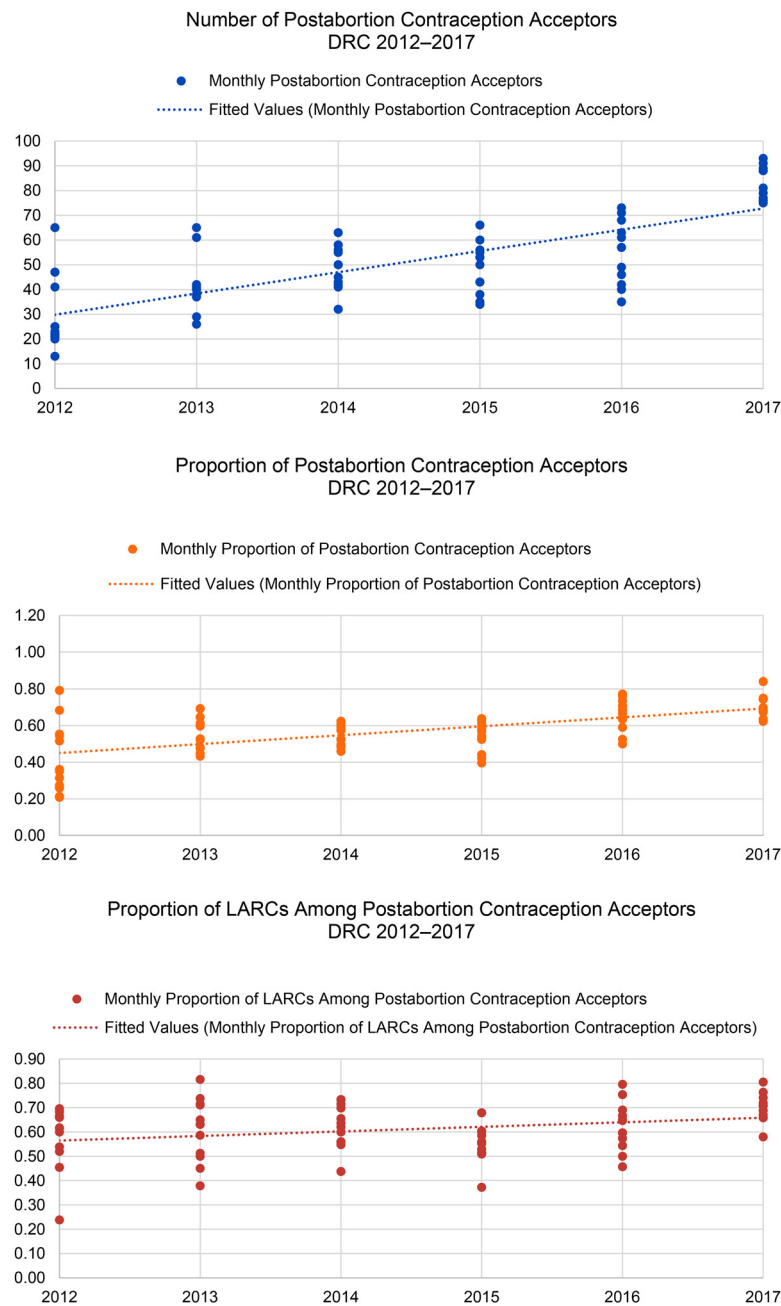 Number of Postabortion Contraception Acceptors
DRC 2012–2017
Monthly Postabortion Contraception Acceptors
Fitted Values (Monthly Postabortion Contraception Acceptors)
100
90
80
70
60
50
40
30
20
10
0
2012 2013 2014 2015 2016 2017
Proportion of Postabortion Contraception Acceptors
DRC 2012–2017
Monthly Proportion of Postabortion Contraception Acceptors
Fitted Values (Monthly Proportion of Postabortion Contraception Acceptors)
1.20
1.00
0.80
0.60
0.40
0.20
0.00
2012 2013 2014 2015 2016 2017
Proportion of LARCs Among Postabortion Contraception Acceptors
DRC 2012–2017
Monthly Proportion of LARCs Among Postabortion Contraception Acceptors
Fitted Values (Monthly Proportion of LARCs Among Postabortion Contraception Acceptors)
0.90
0.80
0.70
0.60
0.50
0.40
0.30
0.20
0.10
0.00
2012 2013 2014 2015 2016 2017